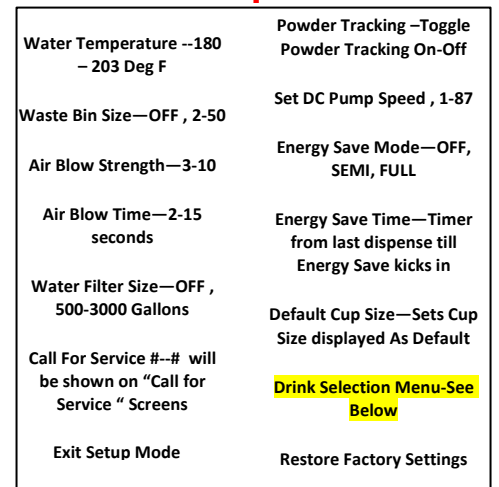 Water Temperature --180
– 203 Deg F
Waste Bin Size—OFF , 2-50
Air Blow Strength—3-10
Air Blow Time—2-15
seconds
Water Filter Size—OFF ,
500-3000 Gallons
Call For Service #--# will
be shown on “Call for
Service “ Screens
Exit Setup Mode
Powder Tracking –Toggle
Powder Tracking On-Off
Set DC Pump Speed , 1-87
Energy Save Mode—OFF,
SEMI, FULL
Energy Save Time—Timer
from last dispense till
Energy Save kicks in
Default Cup Size—Sets Cup
Size displayed As Default
Drink Selection Menu-See
Below
Restore Factory Settings